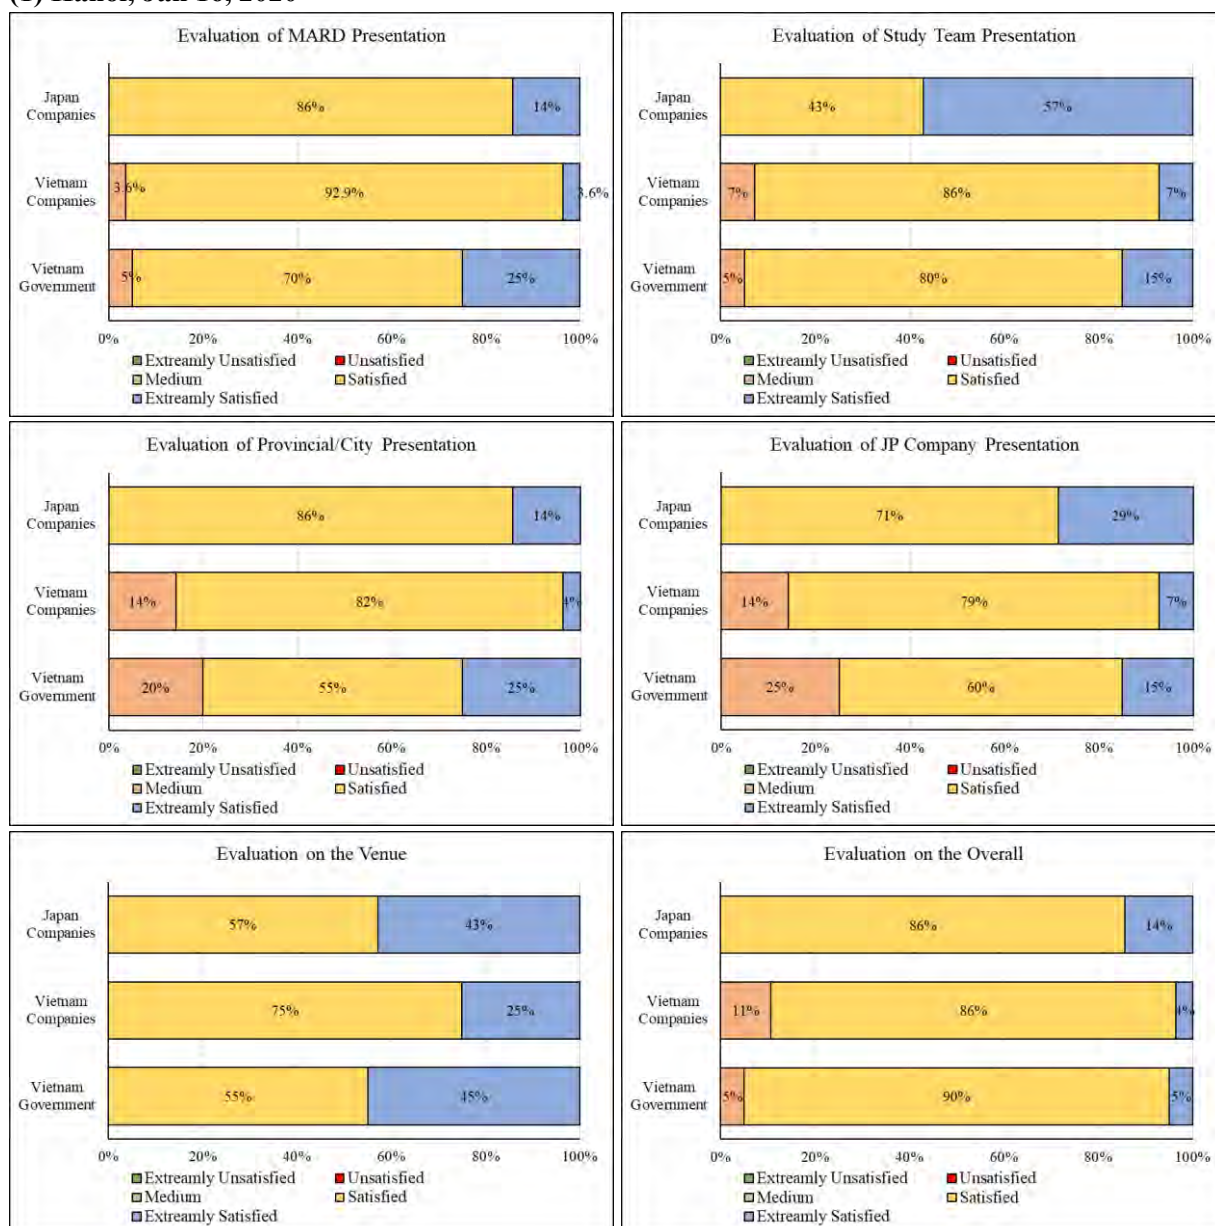 Evaluation of MARD Presentation
Japan
Companies
86%
14%
Vietnam
Companies
3.6%
92.9%
3.6%
Vietnam
Government
5%
70%
25%
0% 20% 40% 60% 80% 100%
Extreamly Unsatisfied Unsatisfied
Medium Satisfied
Extreamly Satisfied
Evaluation of Study Team Presentation
Japan
Companies
43%
57%
Vietnam
Companies
7%
86%
7%
Vietnam
Government
5%
80%
15%
0% 20% 40% 60% 80% 100%
Extreamly Unsatisfied Unsatisfied
Medium Satisfied
Extreamly Satisfied
Evaluation of Provincial/City Presentation
Japan
Companies
86%
14%
Vietnam
Companies
14%
82%
4%
Vietnam
Government
20%
55%
25%
0% 20% 40% 60% 80% 100%
Extreamly Unsatisfied Unsatisfied
Medium Satisfied
Extreamly Satisfied
Evaluation of JP Company Presentation
Japan
Companies
71%
29%
Vietnam
Companies
14%
79%
7%
Vietnam
Government
25%
60%
15%
0% 20% 40% 60% 80% 100%
Extreamly Unsatisfied Unsatisfied
Medium Satisfied
Extreamly Satisfied
Evaluation on the Venue
Japan
Companies
57%
43%
Vietnam
Companies
75%
25%
Vietnam
Government
55%
45%
0% 20% 40% 60% 80% 100%
Extreamly Unsatisfied Unsatisfied
Medium Satisfied
Extreamly Satisfied
Evaluation on the Overall
Japan
Companies
86%
14%
Vietnam
Companies
11%
86%
4%
Vietnam
Government
5%
90%
5%
0% 20% 40% 60% 80% 100%
Extreamly Unsatisfied Unsatisfied
Medium Satisfied
Extreamly Satisfied